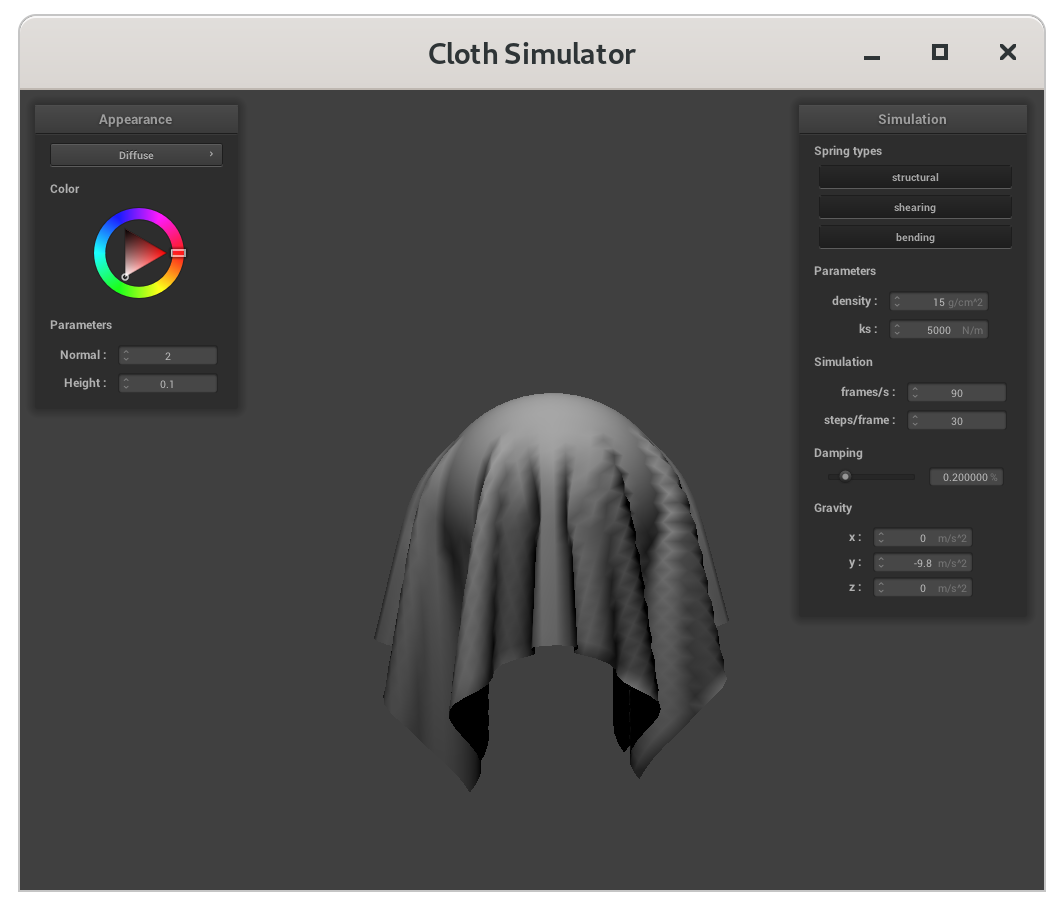 Cloth Simulator
Appearance
Diffuse
Color
Parameters
Normal : 2
Height : 0.1
Simulation
Spring types
structural
shearing
bending
Parameters
density : 15 g/cm^2
ks : 5000 N/m
Simulation
frames/s : 90
steps/frame : 30
Damping
0.200000 %
Gravity
x : 0 m/s^2
y : -9.8 m/s^2
z : 0 m/s^2